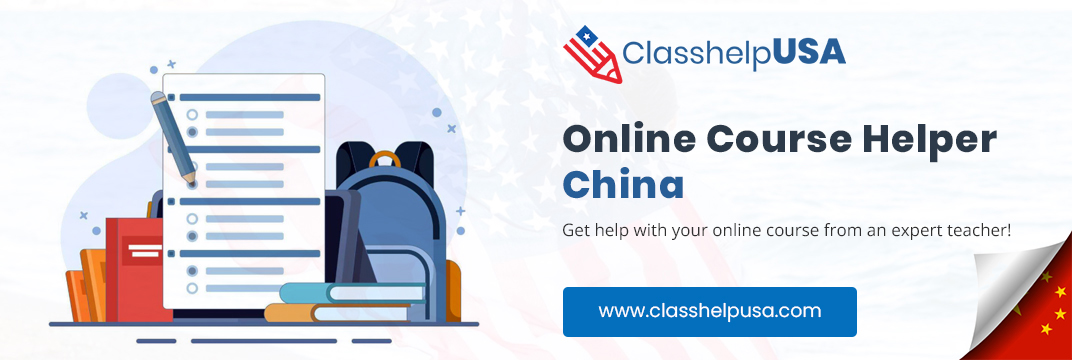 ClasshelpUSA
Online Course Helper
China
Get help with your online course from an expert teacher!
www.classhelpusa.com